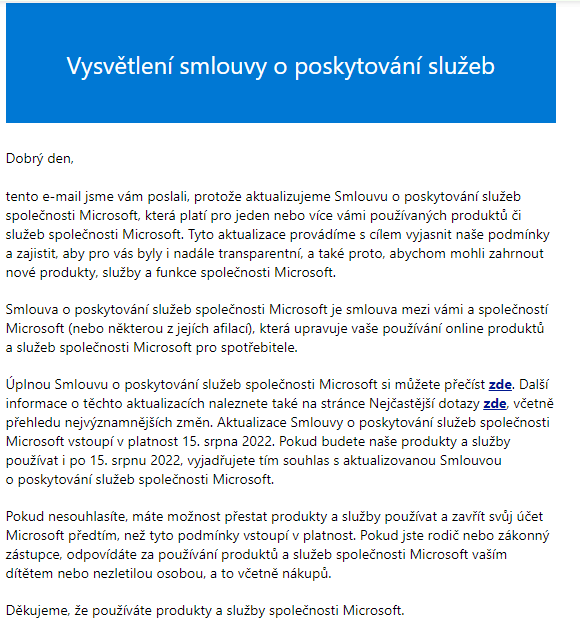 Vysvětlení smlouvy o poskytování služeb
Dobrý den,
tento e-mail jsme vám poslali, protože aktualizujeme Smlouvu o poskytování služeb
společnosti Microsoft, která platí pro jeden nebo více vámi používaných produktů či
služeb společnosti Microsoft. Tyto aktualizace provádíme s cílem vyjasnit naše podmínky
a zajistit, aby pro vás byly i nadále transparentní, a také proto, abychom mohli zahrnout
nové produkty, služby a funkce společnosti Microsoft.
Smlouva o poskytování služeb společnosti Microsoft je smlouva mezi vámi a společností
Microsoft (nebo některou z jejích afilací), která upravuje vaše používání online produktů
a služeb společnosti Microsoft pro spotřebitele.
Úplnou Smlouvu o poskytování služeb společnosti Microsoft si můžete přečíst zde. Další
informace o těchto aktualizacích naleznete také na stránce Nejčastější dotazy zde, včetně
přehledu nejvýznamnějších změn. Aktualizace Smlouvy o poskytování služeb společnosti
Microsoft vstoupí v platnost 15. srpna 2022. Pokud budete naše produkty a služby
používat i po 15. srpnu 2022, vyjadřujete tím souhlas s aktualizovanou Smlouvou
o poskytování služeb společnosti Microsoft.
Pokud nesouhlasíte, máte možnost přestat produkty a služby používat a zavřít svůj účet
Microsoft předtím, než tyto podmínky vstoupí v platnost. Pokud jste rodič nebo zákonný
zástupce, odpovídáte za používání produktů a služeb společnosti Microsoft vaším
dítětem nebo nezletilou osobou, a to včetně nákupů.
Děkujeme, že používáte produkty a služby společnosti Microsoft.